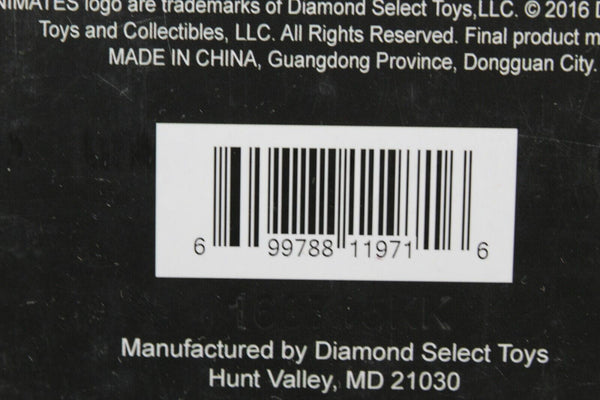 NIMATES logo are trademarks of Diamond Select Toys,LLC. © 2016 D
Toys and Collectibles, LLC. All Rights Reserved. Final product m
MADE IN CHINA, Guangdong Province, Dongguan City.
6 99788 11971 6
Manufactured by Diamond Select Toys
Hunt Valley, MD 21030